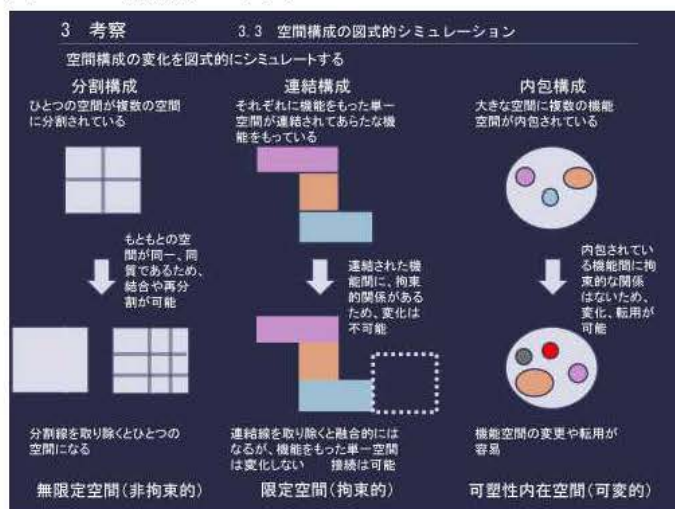 3 考察
3.3 空間構成の図式的シミュレーション
空間構成の変化を図式的にシミュレートする
分割構成
ひとつの空間が複数の空間
に分割されている
もともとの空
間が同一、同
質であるため、
結合や再分
割が可能
分割線を取り除くとひとつの
空間になる
無限定空間(非拘束的)
連結構成
それぞれに機能をもった単一
空間が連結されてあらたな機
能をもっている
連結された機
能間に、拘束
的関係がある
ため、変化は
不可能
連結線を取り除くと融合的には
なるが、機能をもった単一空間
は変化しない 接続は可能
限定空間(拘束的)
内包構成
大きな空間に複数の機能
空間が内包されている
内包されてい
る機能間に拘
束的な関係
はないため、
変化、転用が
可能
機能空間の変更や転用が
容易
可塑性内在空間(可変的)